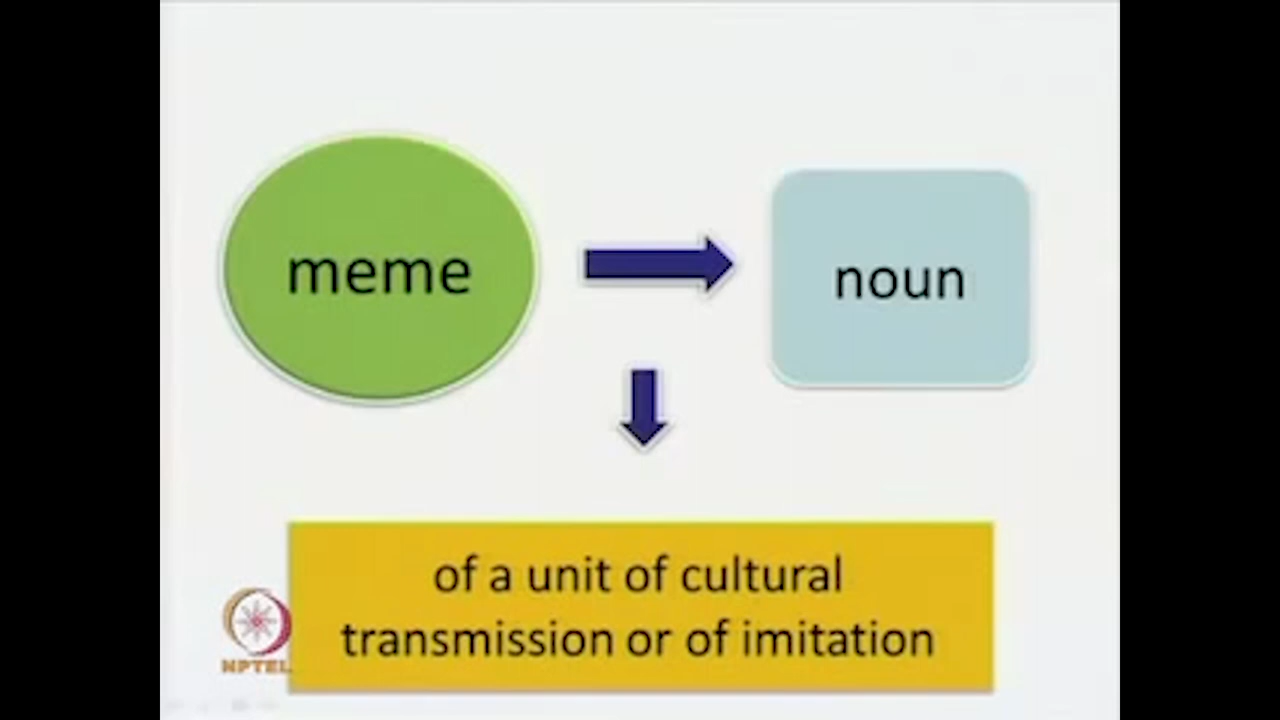 meme
noun
of a unit of cultural
transmission or of imitation
NPTEL